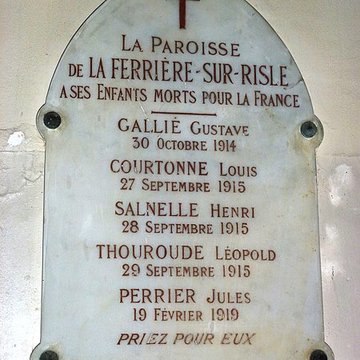 La Paroisse
de LA FERRIÈRE-SUR-RISLE
A SES ENFANTS MORTS POUR LA FRANCE
GALLIÉ GUSTAVE
30 OCTOBRE 1914
COURTONNE LOUIS
27 SEPTEMBRE 1915
SALNELLE HENRI
28 SEPTEMBRE 1915
THOUROUDE LÉOPOLD
29 SEPTEMBRE 1915
PERRIER JULES
19 FÉVRIER 1919
PRIEZ POUR EUX